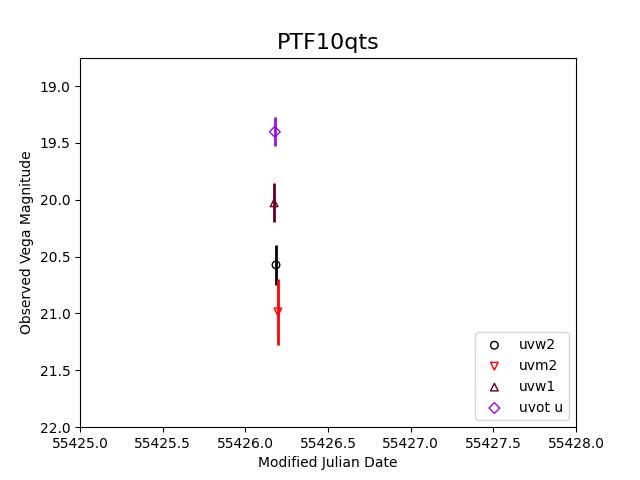 PTF10qts
Observed Vega Magnitude
19.0
19.5
20.0
20.5
21.0
21.5
22.0
uvw2
uvm2
uvw1
uvot u
55425.0 55425.5 55426.0 55426.5 55427.0 55427.5 55428.0
Modified Julian Date